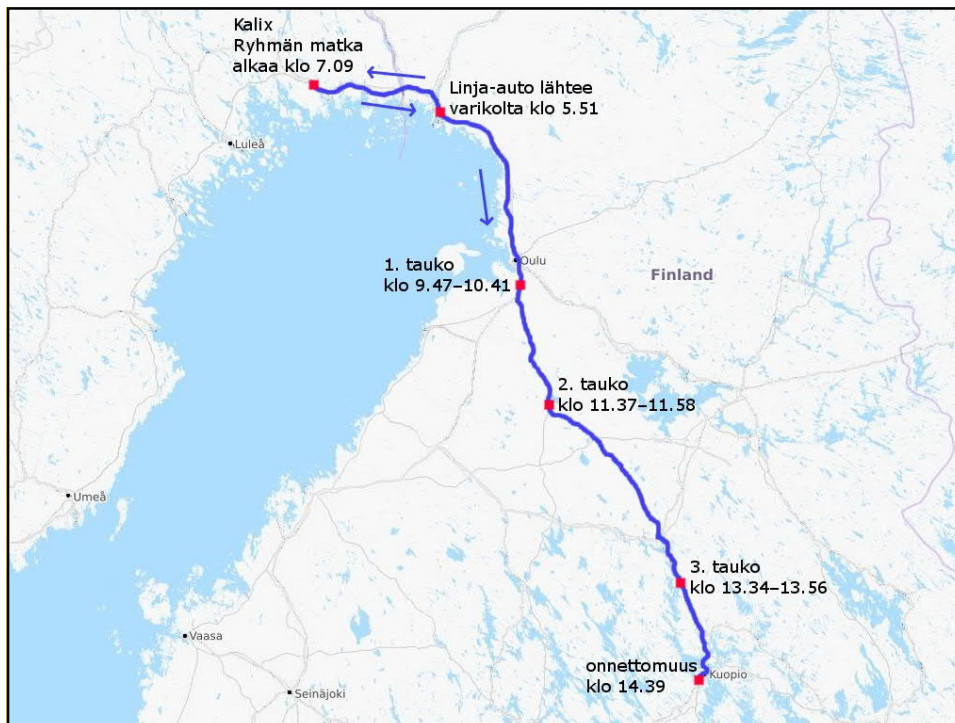 Kalix
Ryhmän matka
alkaa klo 7.09
Linja-auto lähtee
varikolta klo 5.51
Luleå
1. tauko
klo 9.47–10.41
Oulu
Finland
2. tauko
klo 11.37–11.58
Umeå
3. tauko
klo 13.34–13.56
Vaasa
onnettomuus
klo 14.39
Kuopio
Seinäjoki